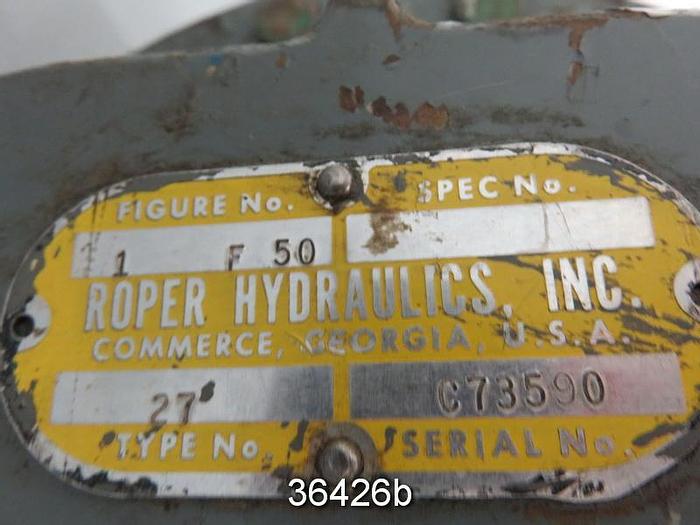 FIGURE No. SPEC No.
1 F 50
ROPER HYDRAULICS, INC.
COMMERCE, GEORGIA, U.S.A.
27 C73590
TYPE No. SERIAL No.
36426b